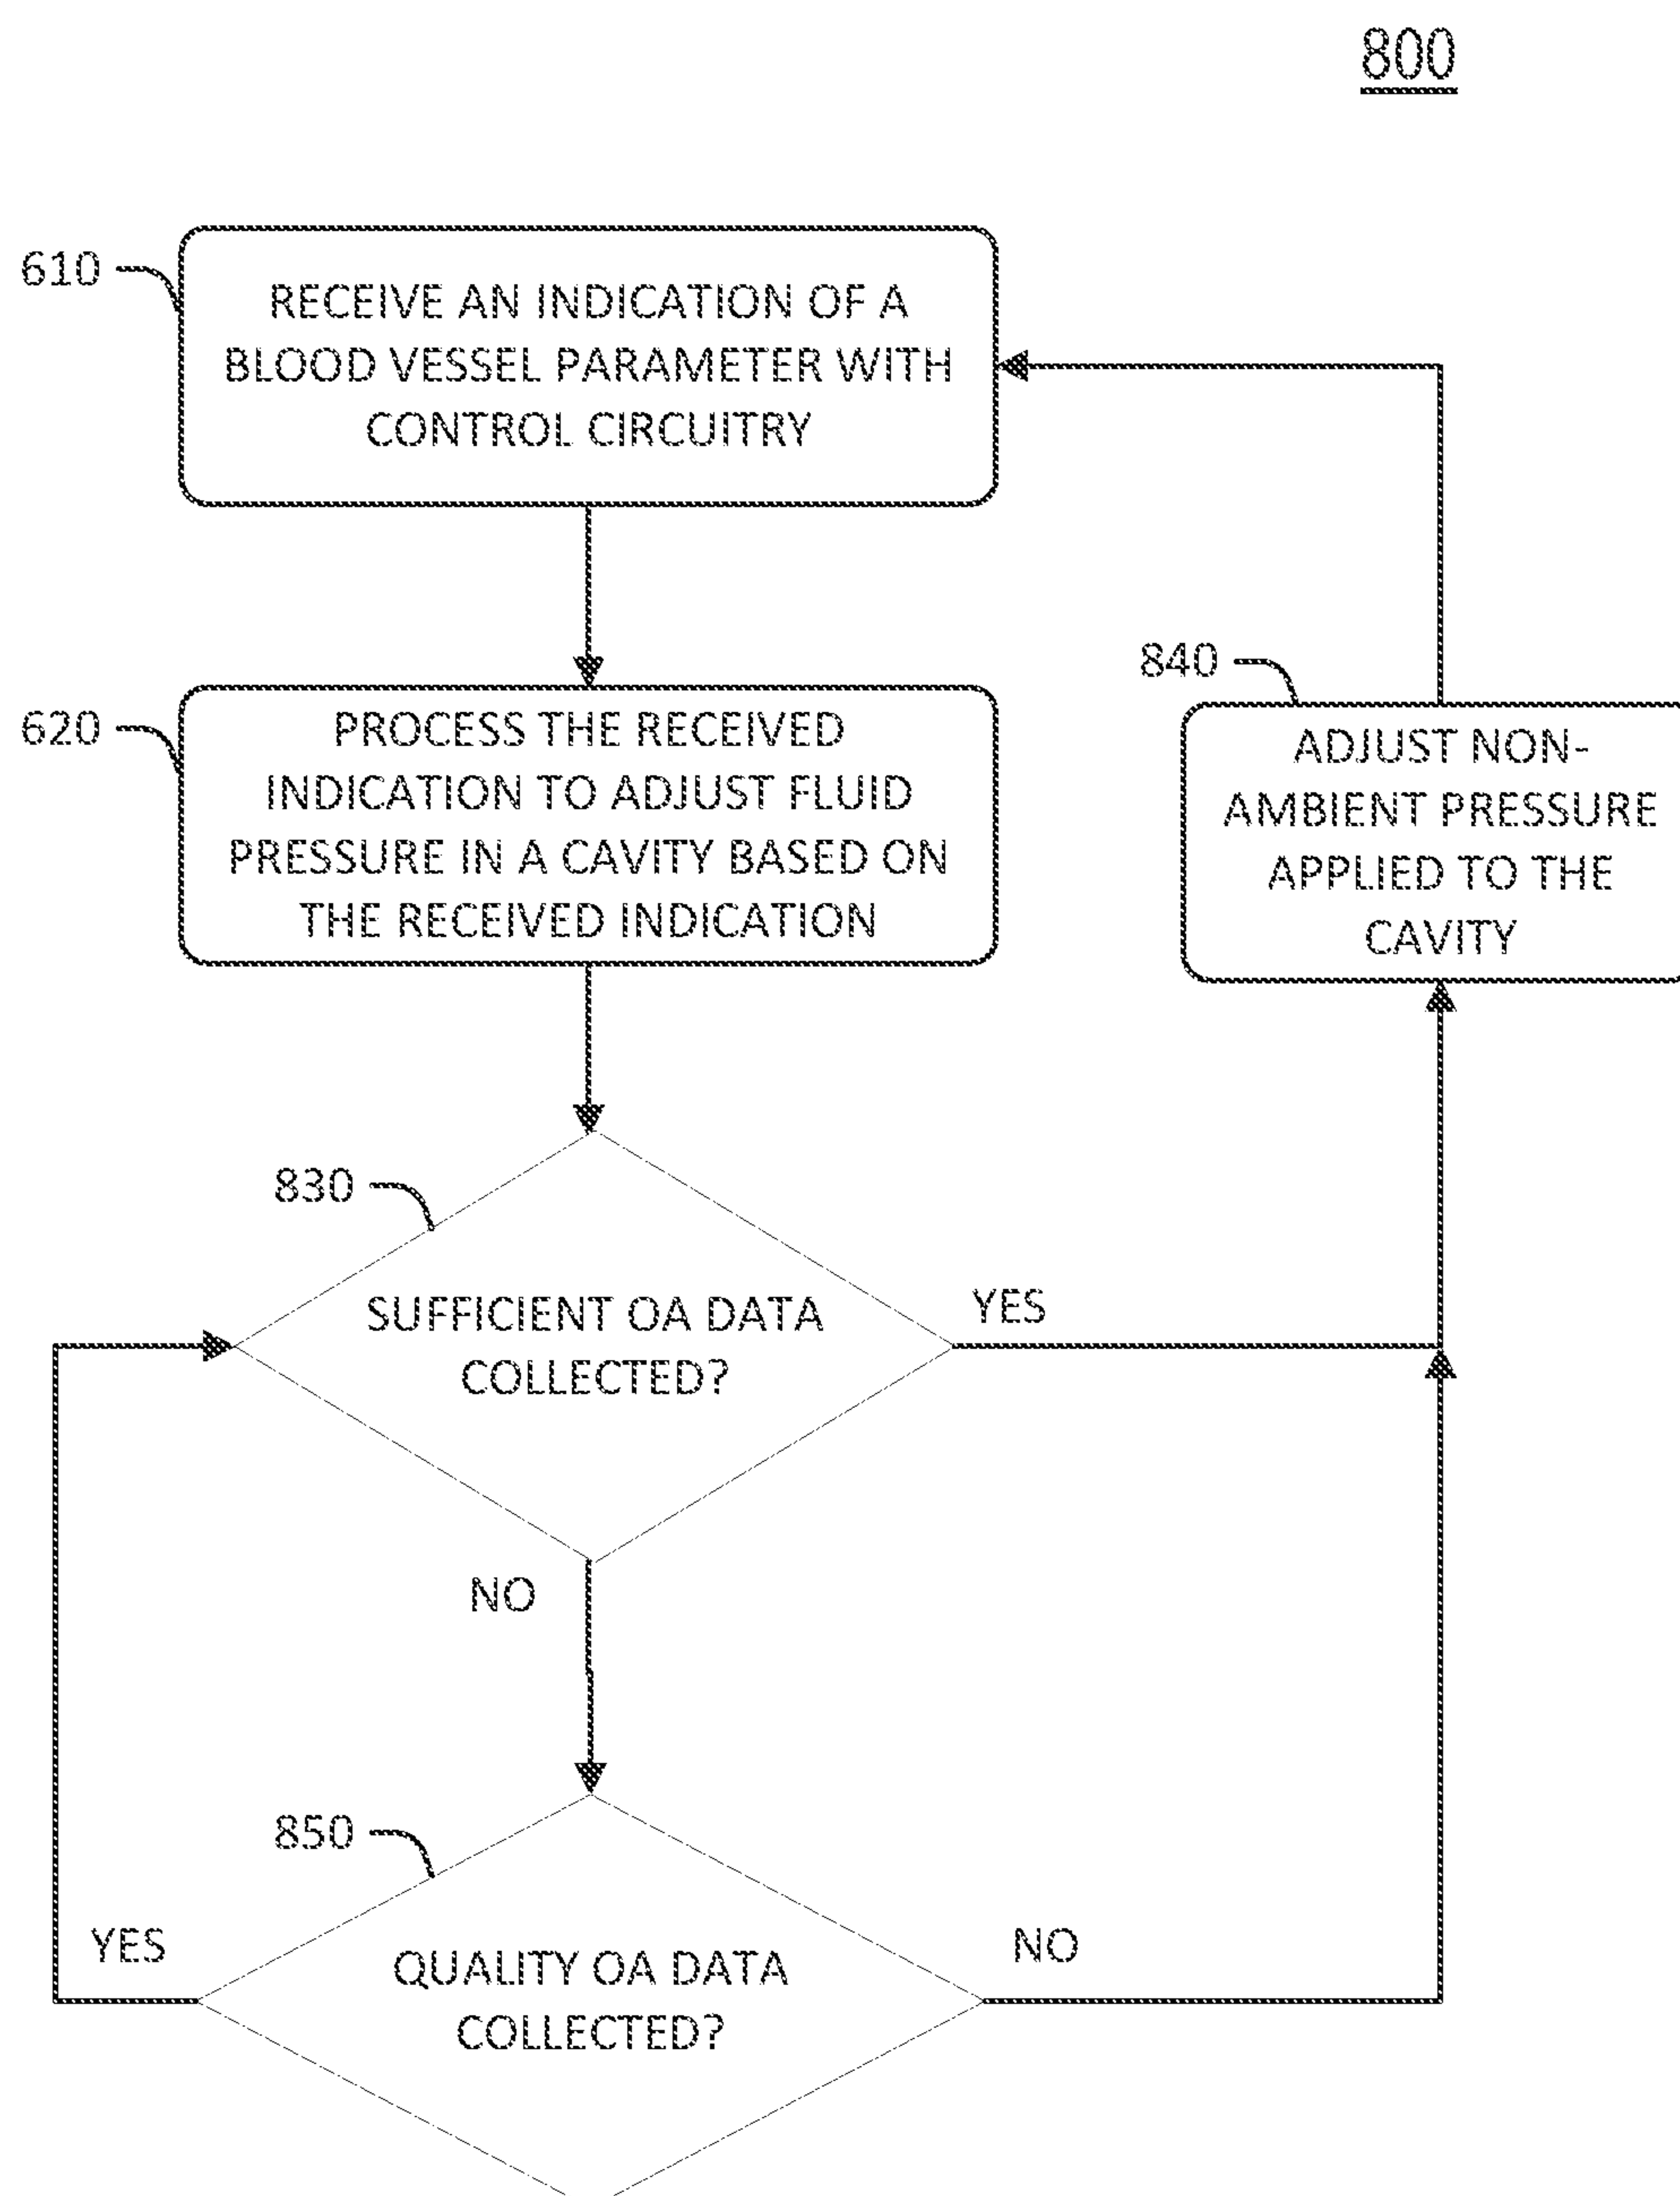 800
610
RECEIVE AN INDICATION OF A
BLOOD VESSEL PARAMETER WITH
CONTROL CIRCUITRY
620
PROCESS THE RECEIVED
INDICATION TO ADJUST FLUID
PRESSURE IN A CAVITY BASED ON
THE RECEIVED INDICATION
840
ADJUST NON-
AMBIENT PRESSURE
APPLIED TO THE
CAVITY
830
SUFFICIENT OA DATA
COLLECTED?
YES
NO
850
QUALITY OA DATA
COLLECTED?
YES
NO